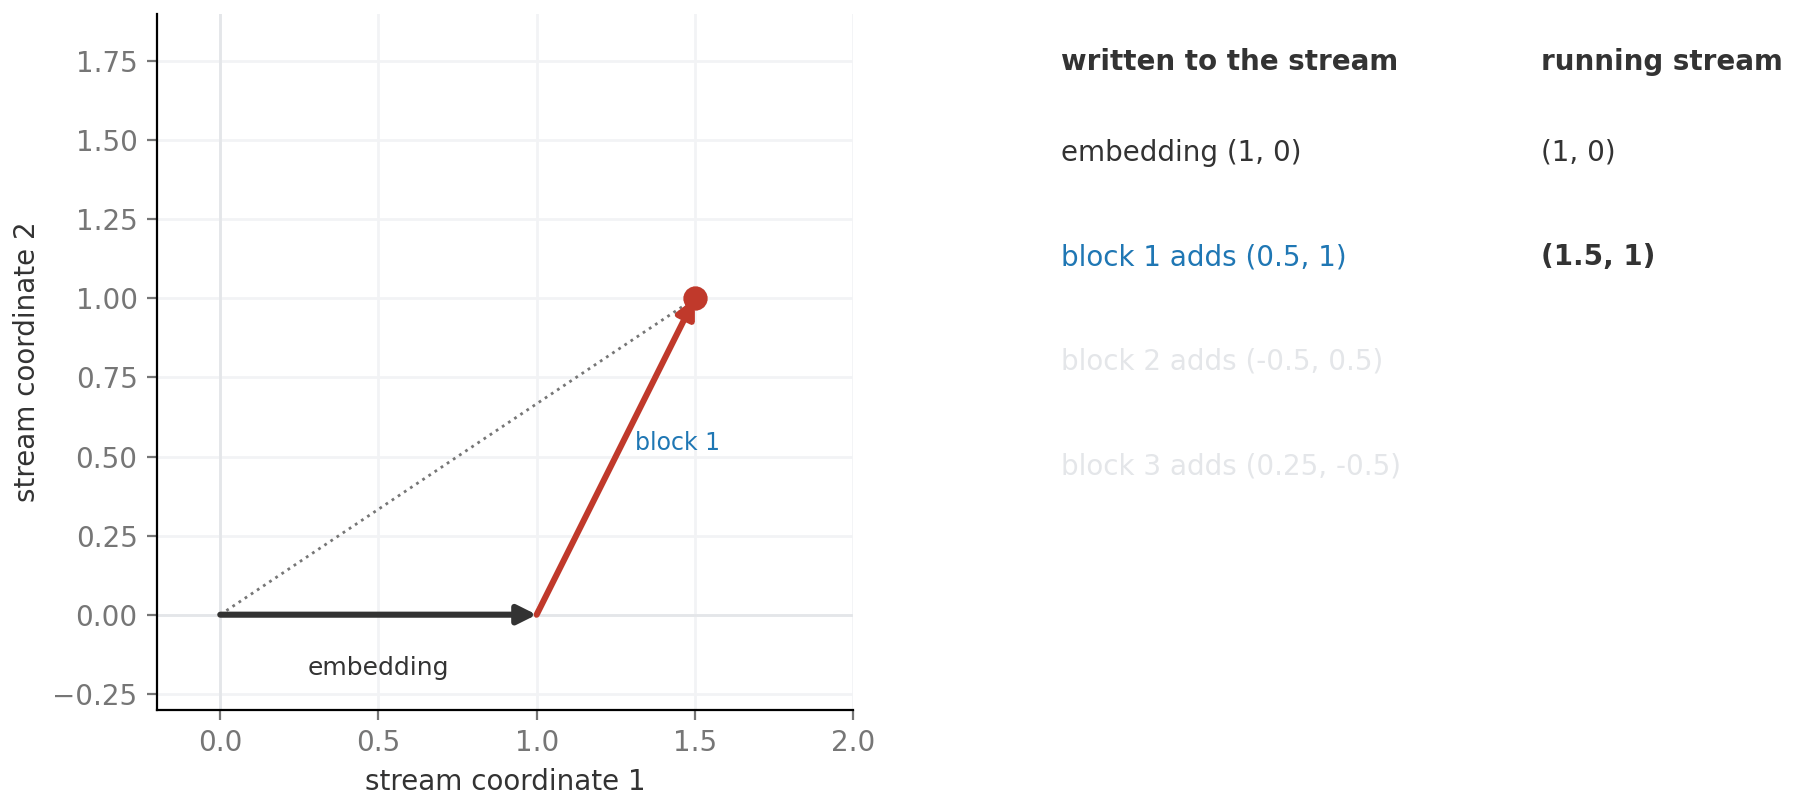 written to the stream
running stream
embedding (1, 0)
(1, 0)
block 1 adds (0.5, 1)
(1.5, 1)
block 2 adds (-0.5, 0.5)
block 3 adds (0.25, -0.5)
stream coordinate 2
1.75
1.50
1.25
1.00
0.75
0.50
0.25
0.00
−0.25
block 1
embedding
0.0
0.5
1.0
1.5
2.0
stream coordinate 1